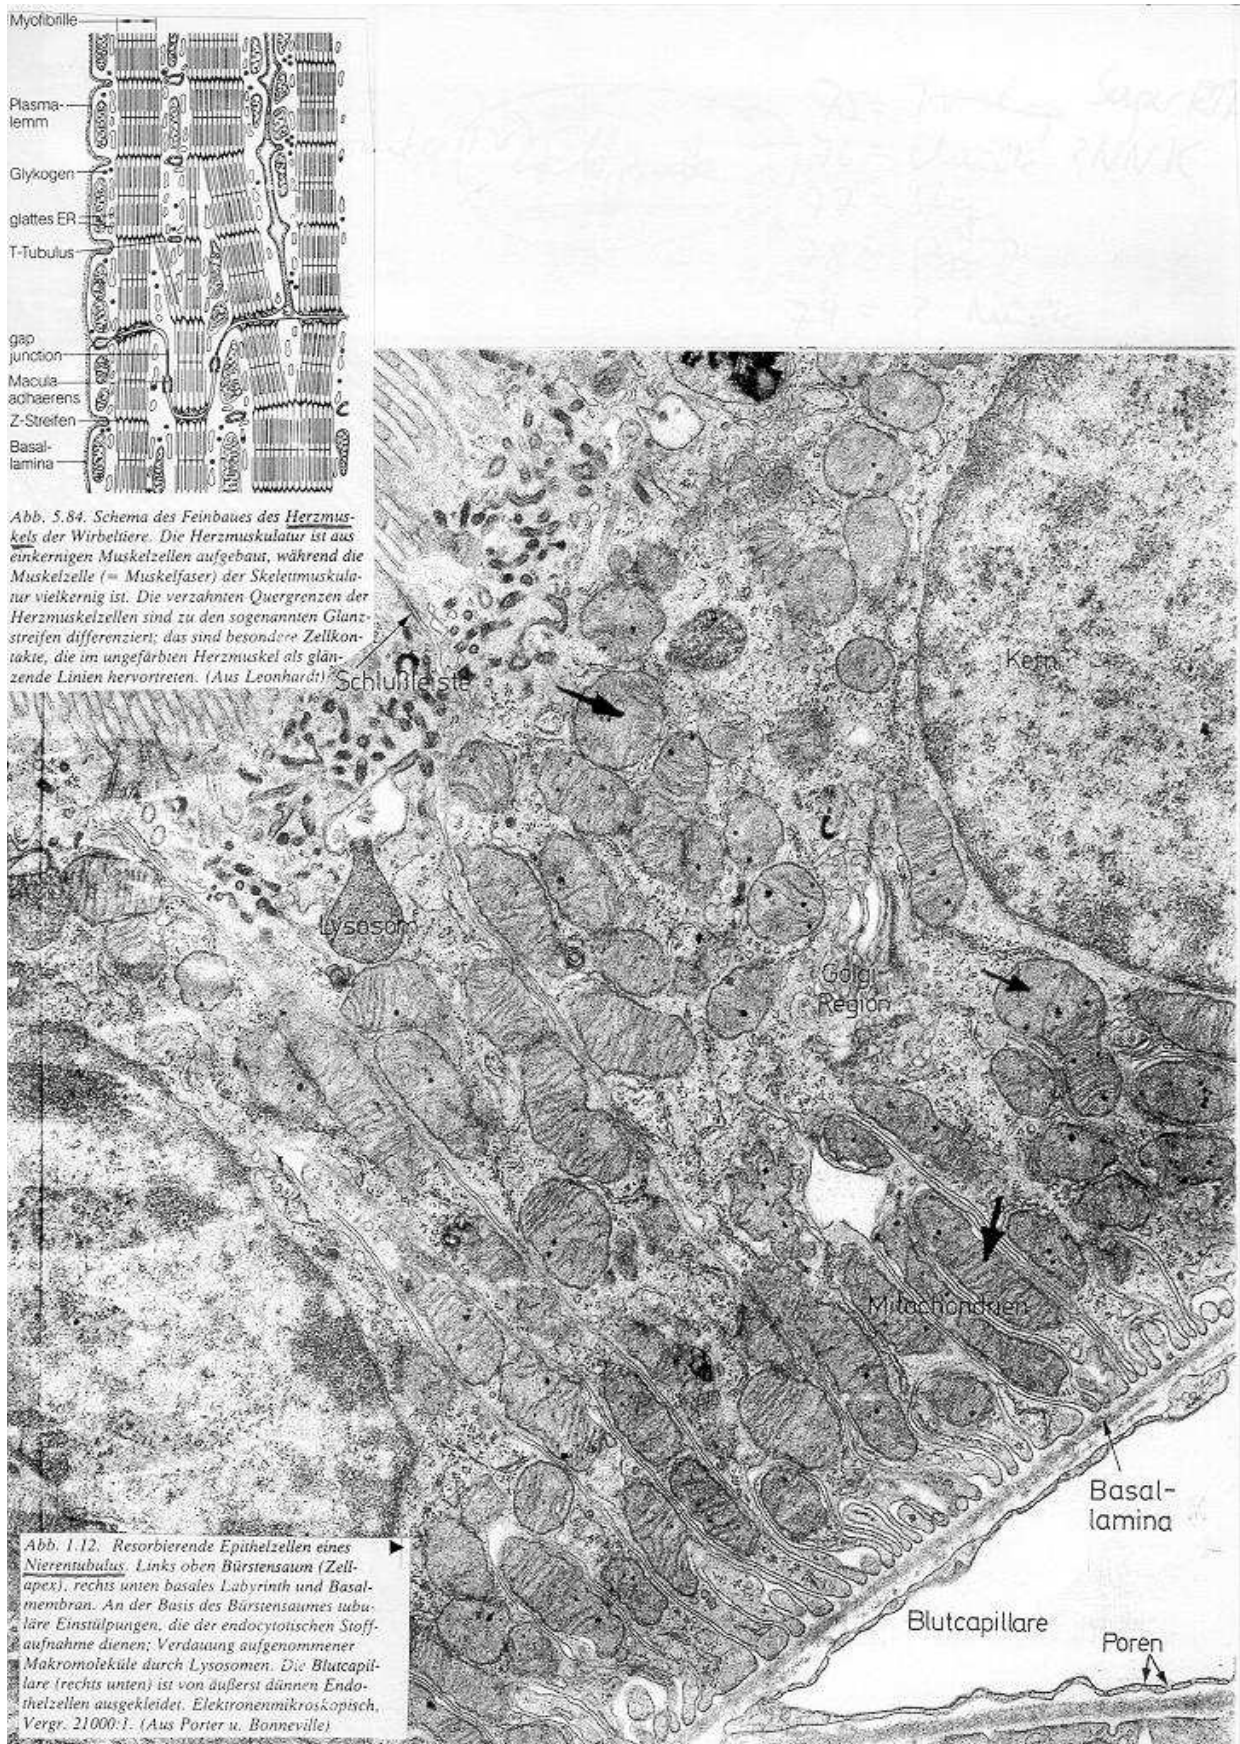 Myofibrille
Plasma-
lemm
Glykogen
glattes ER
T-Tubulus
gap
junction
Macula
adhaerens
Z-Streifen
Basal-
lamina
Abb. 5.84. Schema des Feinbaues des Herzmus-
kels der Wirbeltiere. Die Herzmuskulatur ist aus
einkernigen Muskelzellen aufgebaut, während die
Muskelzelle (= Muskelfaser) der Skelettmuskula-
tur vielkernig ist. Die verzahnten Quergrenzen der
Herzmuskelzellen sind zu den sogenannten Glanz-
streifen differenziert; das sind besondere Zellkon-
takte, die im ungefärbten Herzmuskel als glän-
zende Linien hervortreten. (Aus Leonhardt)
Schlußleiste
Kern
Lysosom
Golgi-
Region
Mitochondrien
Basal-
lamina
Blutcapillare
Poren
Abb. 1.12. Resorbierende Epithelzellen eines
Nierentubulus. Links oben Bürstensaum (Zell-
apex), rechts unten basales Labyrinth und Basal-
membran. An der Basis des Bürstensaumes tubu-
läre Einstülpungen, die der endocytotischen Stoff-
aufnahme dienen; Verdauung aufgenommener
Makromoleküle durch Lysosomen. Die Blutcapil-
lare (rechts unten) ist von äußerst dünnen Endo-
thelzellen ausgekleidet. Elektronenmikroskopisch,
Vergr. 21000:1. (Aus Porter u. Bonneville)